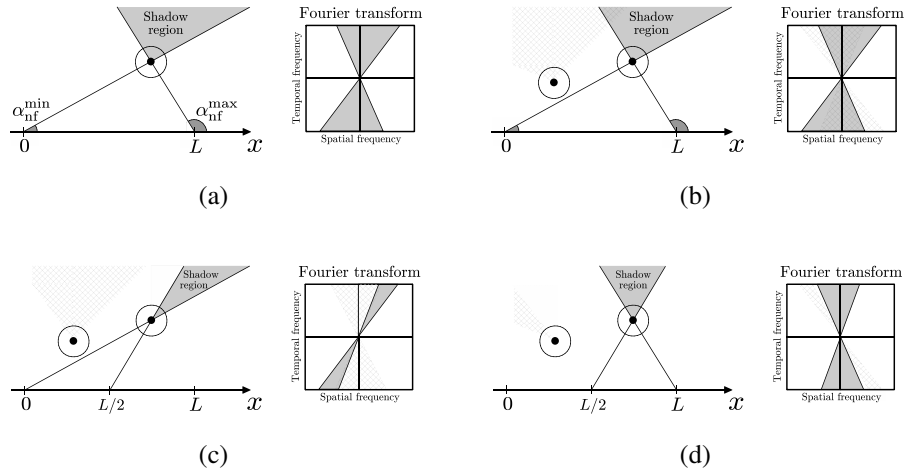 Shadow
region
Fourier transform
Temporal frequency
Spatial frequency
α_nf^min
α_nf^max
0
L
x
(a)
Shadow
region
Fourier transform
Temporal frequency
Spatial frequency
0
L
x
(b)
Shadow
region
Fourier transform
Temporal frequency
Spatial frequency
0
L/2
L
x
(c)
Shadow
region
Fourier transform
Temporal frequency
Spatial frequency
0
L/2
L
x
(d)